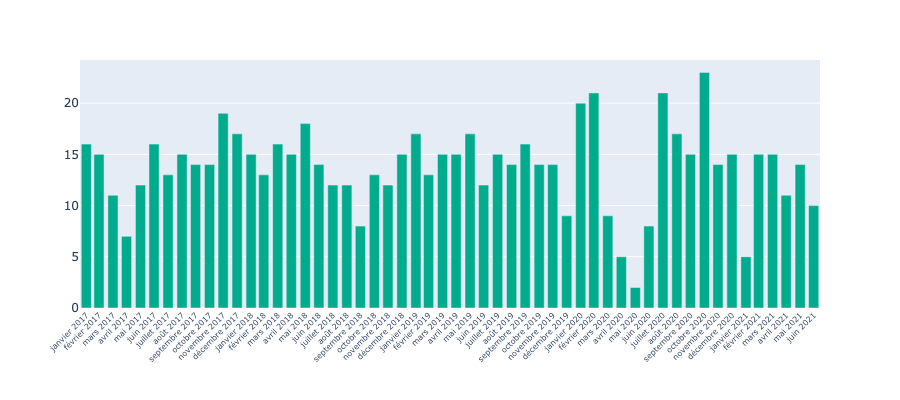 20
15
10
5
0
janvier 2017
février 2017
mars 2017
avril 2017
mai 2017
juin 2017
juillet 2017
août 2017
septembre 2017
octobre 2017
novembre 2017
décembre 2017
janvier 2018
février 2018
mars 2018
avril 2018
mai 2018
juin 2018
juillet 2018
août 2018
septembre 2018
octobre 2018
novembre 2018
décembre 2018
janvier 2019
février 2019
mars 2019
avril 2019
mai 2019
juin 2019
juillet 2019
août 2019
septembre 2019
octobre 2019
novembre 2019
décembre 2019
janvier 2020
février 2020
mars 2020
avril 2020
mai 2020
juin 2020
juillet 2020
août 2020
septembre 2020
octobre 2020
novembre 2020
décembre 2020
janvier 2021
février 2021
mars 2021
avril 2021
mai 2021
juin 2021